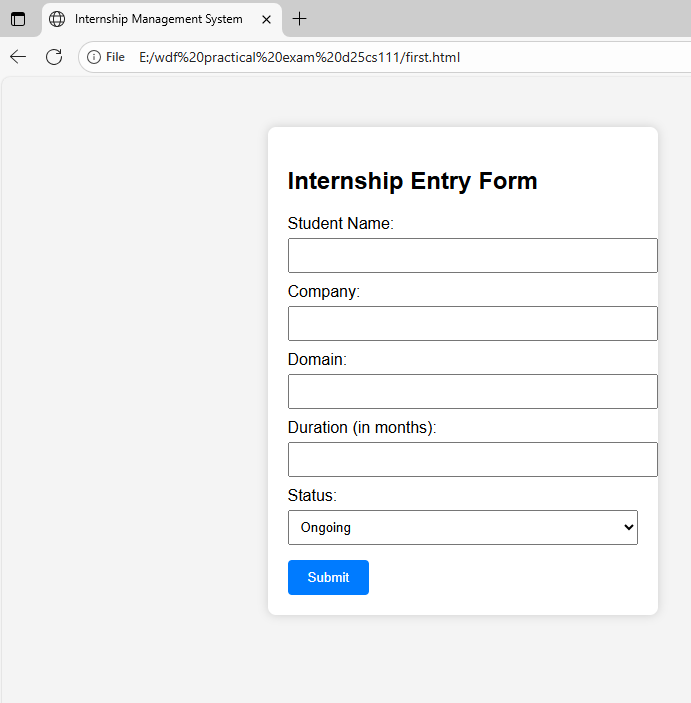 Internship Management System
File E:/wdf%20practical%20exam%20d25cs111/first.html
Internship Entry Form
Student Name:
Company:
Domain:
Duration (in months):
Status:
Ongoing
Submit